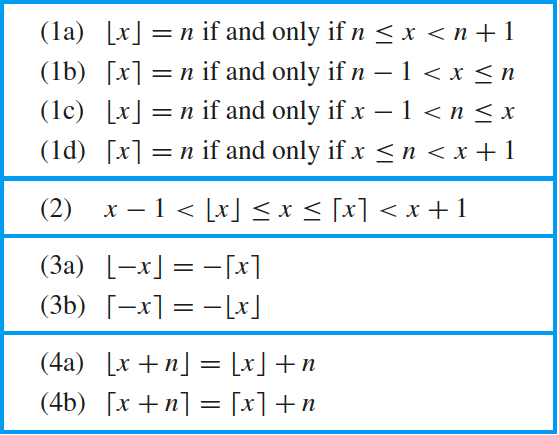 (1a) ⌊x⌋ = n if and only if n ≤ x < n + 1
(1b) ⌈x⌉ = n if and only if n − 1 < x ≤ n
(1c) ⌊x⌋ = n if and only if x − 1 < n ≤ x
(1d) ⌈x⌉ = n if and only if x ≤ n < x + 1
(2) x − 1 < ⌊x⌋ ≤ x ≤ ⌈x⌉ < x + 1
(3a) ⌊−x⌋ = −⌈x⌉
(3b) ⌈−x⌉ = −⌊x⌋
(4a) ⌊x + n⌋ = ⌊x⌋ + n
(4b) ⌈x + n⌉ = ⌈x⌉ + n